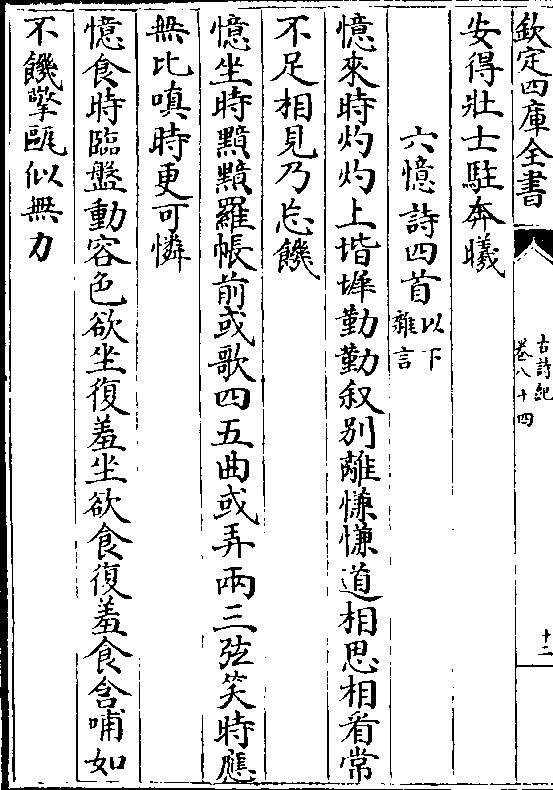 欽定四庫全書
古詩紀
卷八十四
十二
安得壯士駐奔曦
六憶詩四首以下雜言
憶來時灼灼上堦墀勤勤叙别離慊慊道相思相看常
不足相見乃忘饑
憶坐時黯黯羅帳前或歌四五曲或弄兩三弦笑時應
無比嗔時更可憐
憶食時臨盤動容色欲坐復羞坐欲食復羞食含哺如
不饑擎甌似無力